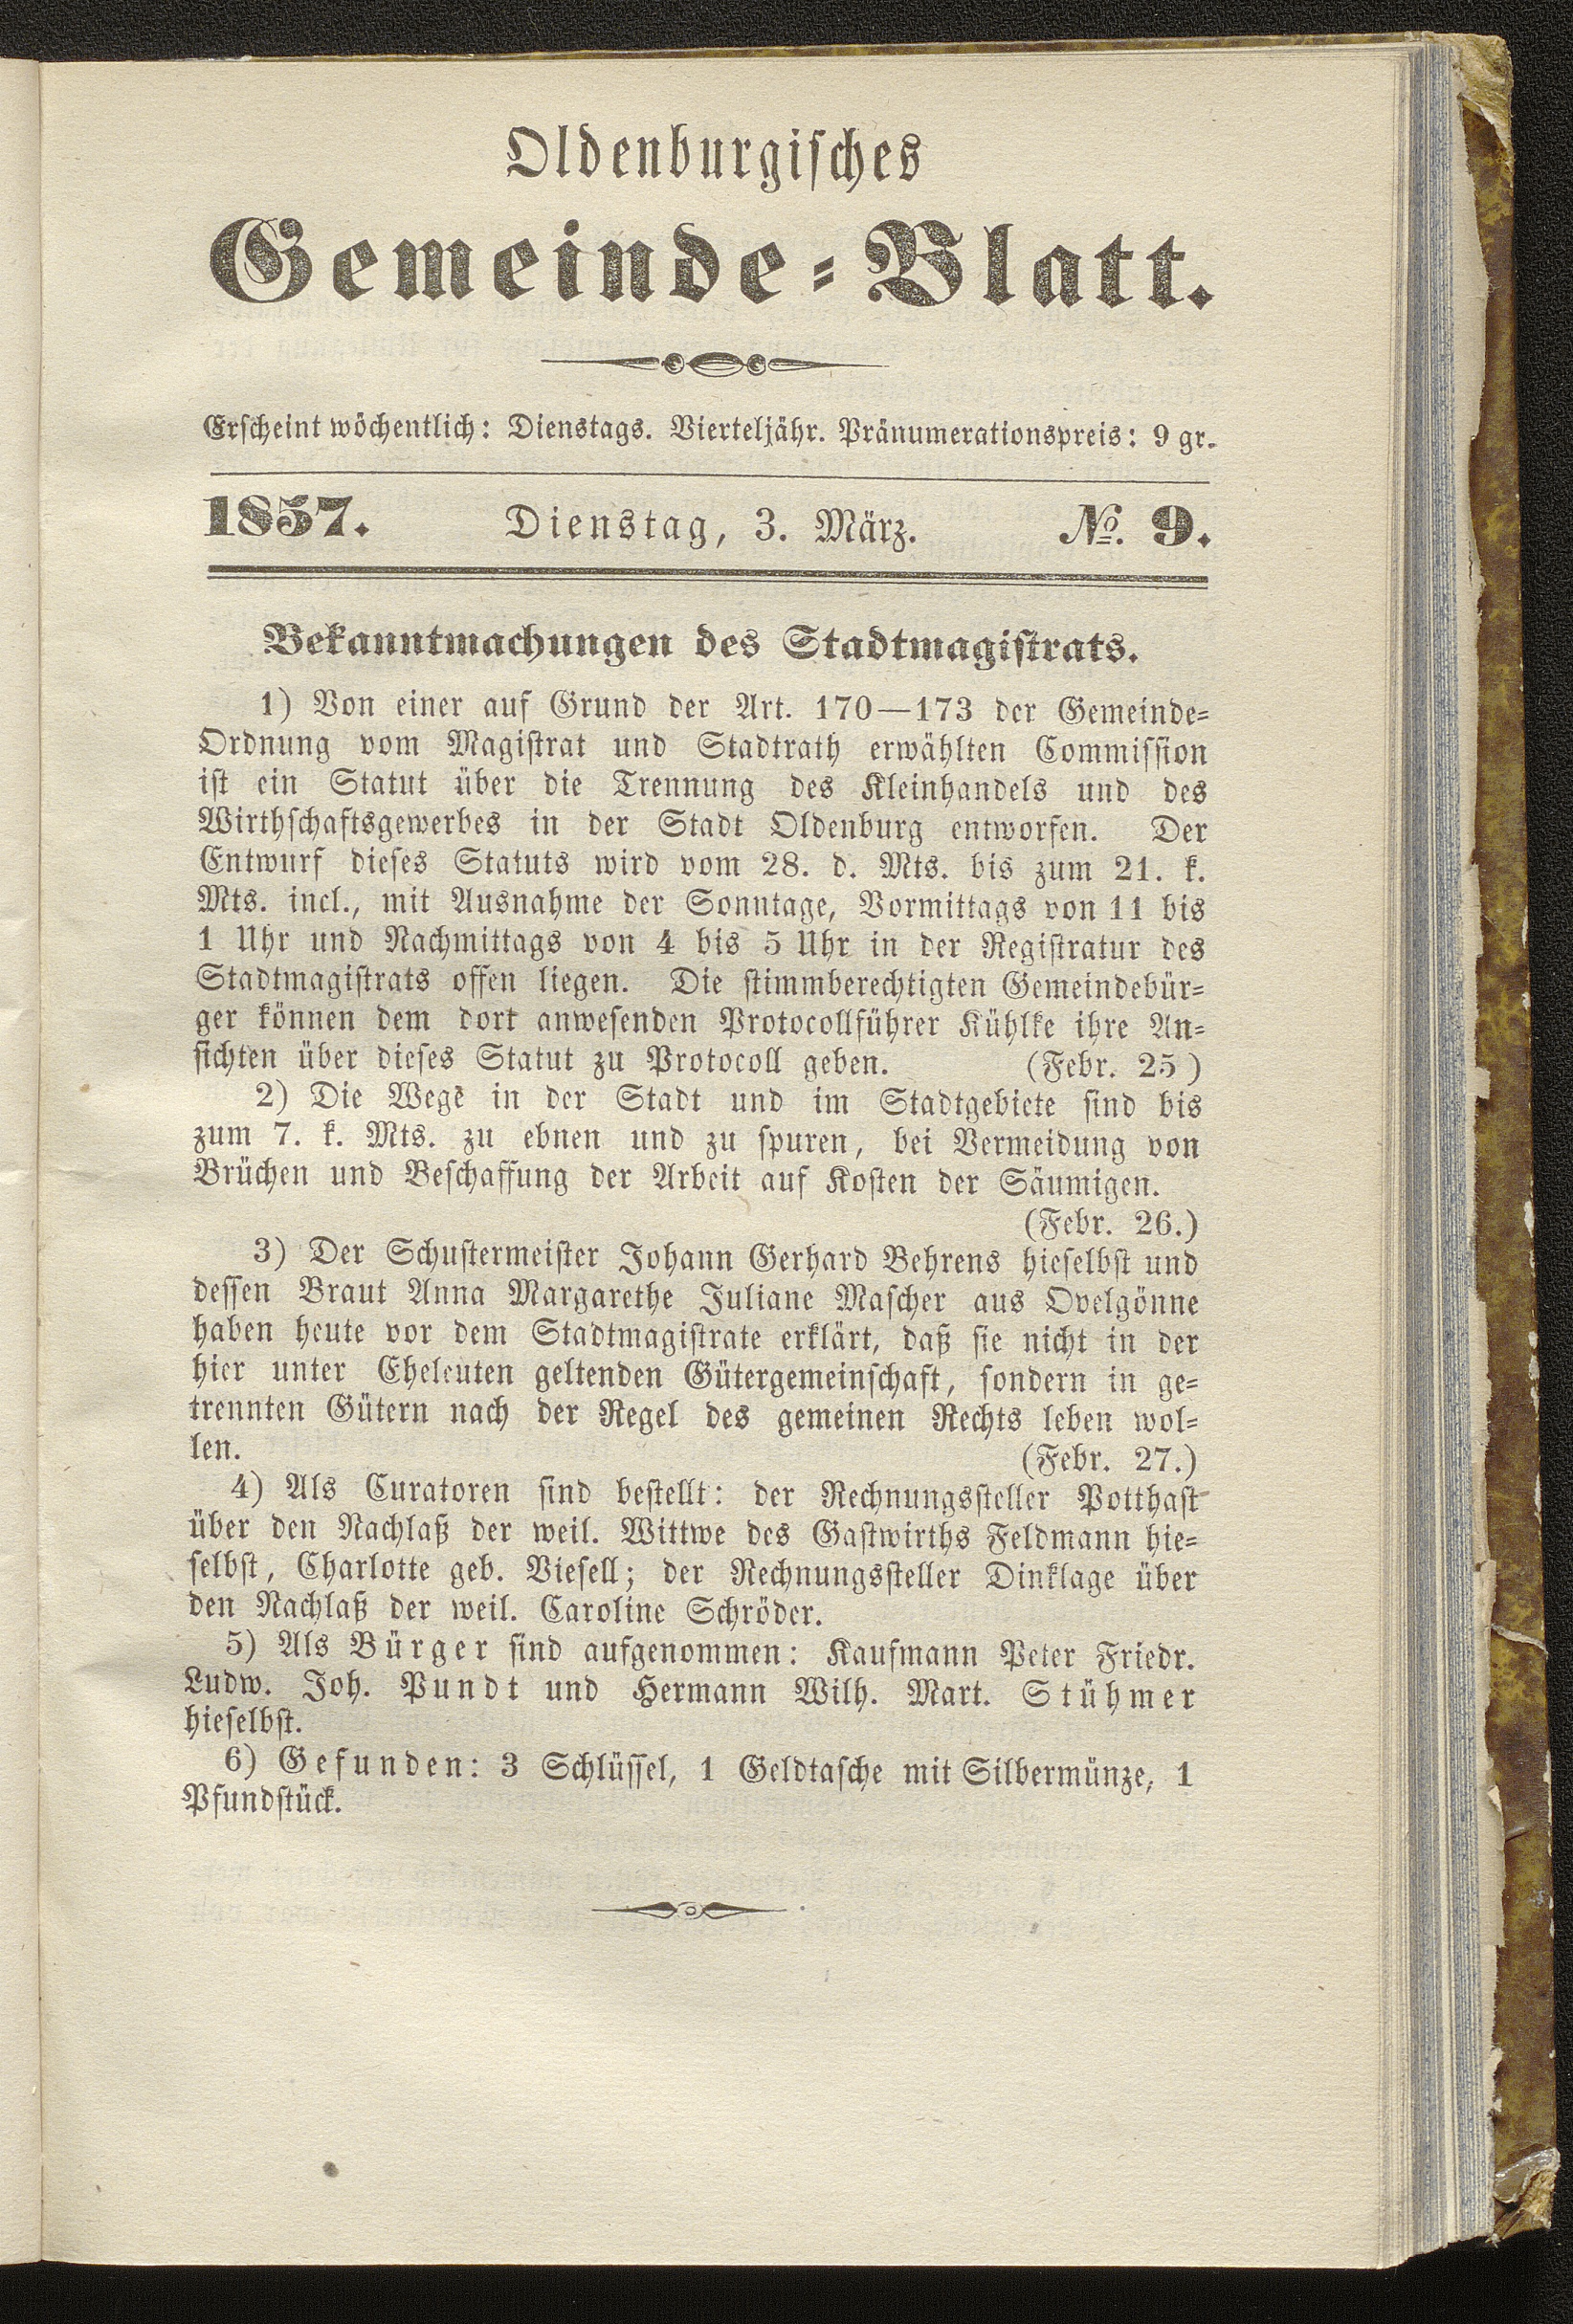 Oldenburgisches
Gemeinde-Blatt.
Erscheint wöchentlich: Dienstags. Vierteljähr. Pränumerationspreis: 9 gr.
1857. Dienstag, 3. März. №. 9.
Bekanntmachungen des Stadtmagistrats.
1) Von einer auf Grund der Art. 170—173 der Gemeinde-
Ordnung vom Magistrat und Stadtrath erwählten Commission
ist ein Statut über die Trennung des Kleinhandels und des
Wirthschaftsgewerbes in der Stadt Oldenburg entworfen. Der
Entwurf dieses Statuts wird vom 28. d. Mts. bis zum 21. k.
Mts. incl., mit Ausnahme der Sonntage, Vormittags von 11 bis
1 Uhr und Nachmittags von 4 bis 5 Uhr in der Registratur des
Stadtmagistrats offen liegen. Die stimmberechtigten Gemeindebür-
ger können dem dort anwesenden Protocollführer Kühlke ihre An-
sichten über dieses Statut zu Protocoll geben. (Febr. 25)
2) Die Wege in der Stadt und im Stadtgebiete sind bis
zum 7. k. Mts. zu ebnen und zu spuren, bei Vermeidung von
Brüchen und Beschaffung der Arbeit auf Kosten der Säumigen.
(Febr. 26.)
3) Der Schustermeister Johann Gerhard Behrens hieselbst und
dessen Braut Anna Margarethe Juliane Mascher aus Ovelgönne
haben heute vor dem Stadtmagistrate erklärt, daß sie nicht in der
hier unter Eheleuten geltenden Gütergemeinschaft, sondern in ge-
trennten Gütern nach der Regel des gemeinen Rechts leben wol-
len. (Febr. 27.)
4) Als Curatoren sind bestellt: der Rechnungssteller Potthast
über den Nachlaß der weil. Wittwe des Gastwirths Feldmann hie-
selbst, Charlotte geb. Viesell; der Rechnungssteller Dinklage über
den Nachlaß der weil. Caroline Schröder.
5) Als Bürger sind aufgenommen: Kaufmann Peter Friedr.
Ludw. Joh. Pundt und Hermann Wilh. Mart. Stühmer
hieselbst.
6) Gefunden: 3 Schlüssel, 1 Geldtasche mit Silbermünze, 1
Pfundstück.